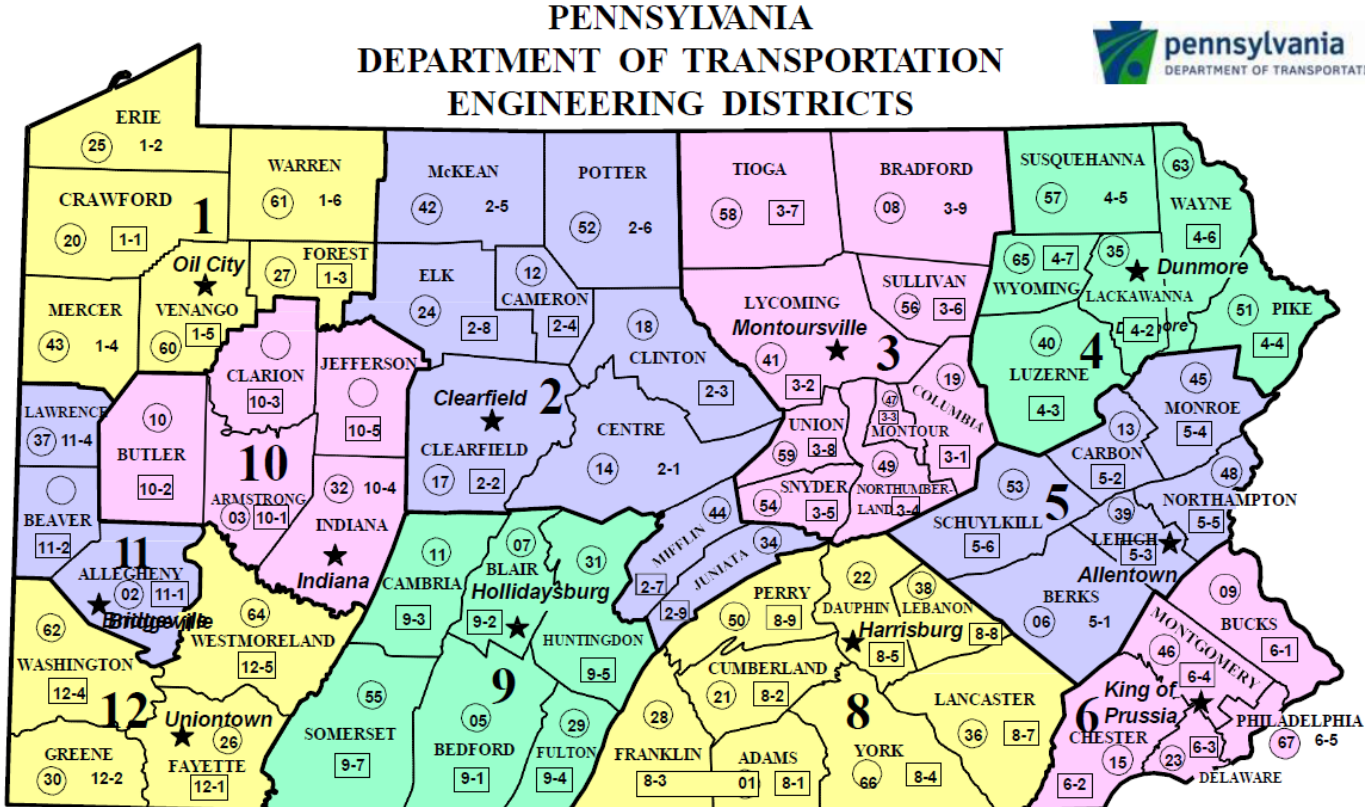 PENNSYLVANIA
DEPARTMENT OF TRANSPORTATION
ENGINEERING DISTRICTS
pennsylvania
DEPARTMENT OF TRANSPORTATI
ERIE
25 1-2
WARREN
61 1-6
CRAWFORD
20 1-1
1
Oil City
FOREST
27 1-3
MERCER
43 1-4
VENANGO
60 1-5
McKEAN
42 2-5
POTTER
52 2-6
ELK
24 2-8
12
CAMERON
2-4
18
CLINTON
2-3
Clearfield
2
CLEARFIELD
17 2-2
CENTRE
14 2-1
44
MIFFLIN
2-7
34
JUNIATA
2-9
TIOGA
58 3-7
BRADFORD
08 3-9
SULLIVAN
56 3-6
LYCOMING
Montoursville
41 3-2
3
19
COLUMBIA
3-1
47
3-3
MONTOUR
UNION
59 3-8
SNYDER
54 3-5
49
NORTHUMBER-
LAND 3-4
SUSQUEHANNA
57 4-5
63
WAYNE
4-6
65 4-7
WYOMING
35
Dunmore
LACKAWANNA
4-2
51 PIKE
4-4
40
LUZERNE
4-3
4
45
MONROE
5-4
13
CARBON
5-2
48
NORTHAMPTON
5-5
53
SCHUYLKILL
5-6
5
39
LEHIGH
5-3
Allentown
BERKS
06 5-1
09
BUCKS
6-1
MONTGOMERY
46
6-4
King of
Prussia
6
CHESTER
15
6-2
6-3
23
DELAWARE
PHILADELPHIA
67 6-5
CLARION
10-3
JEFFERSON
10-5
10
BUTLER
10-2
10
ARMSTRONG
03 10-1
32 10-4
INDIANA
Indiana
LAWRENCE
37 11-4
BEAVER
11-2
11
ALLEGHENY
02 11-1
Bridgeville
62
WASHINGTON
12-4
64
WESTMORELAND
12-5
12
Uniontown
26
FAYETTE
12-1
GREENE
30 12-2
11
CAMBRIA
9-3
07
BLAIR
Hollidaysburg
9-2
31
HUNTINGDON
9-5
9
55
SOMERSET
9-7
05
BEDFORD
9-1
29
FULTON
9-4
50 PERRY
8-9
22
DAUPHIN
Harrisburg
8-5
38
LEBANON
8-8
CUMBERLAND
21 8-2
8
LANCASTER
36 8-7
28
FRANKLIN
8-3
ADAMS
01 8-1
YORK
66 8-4